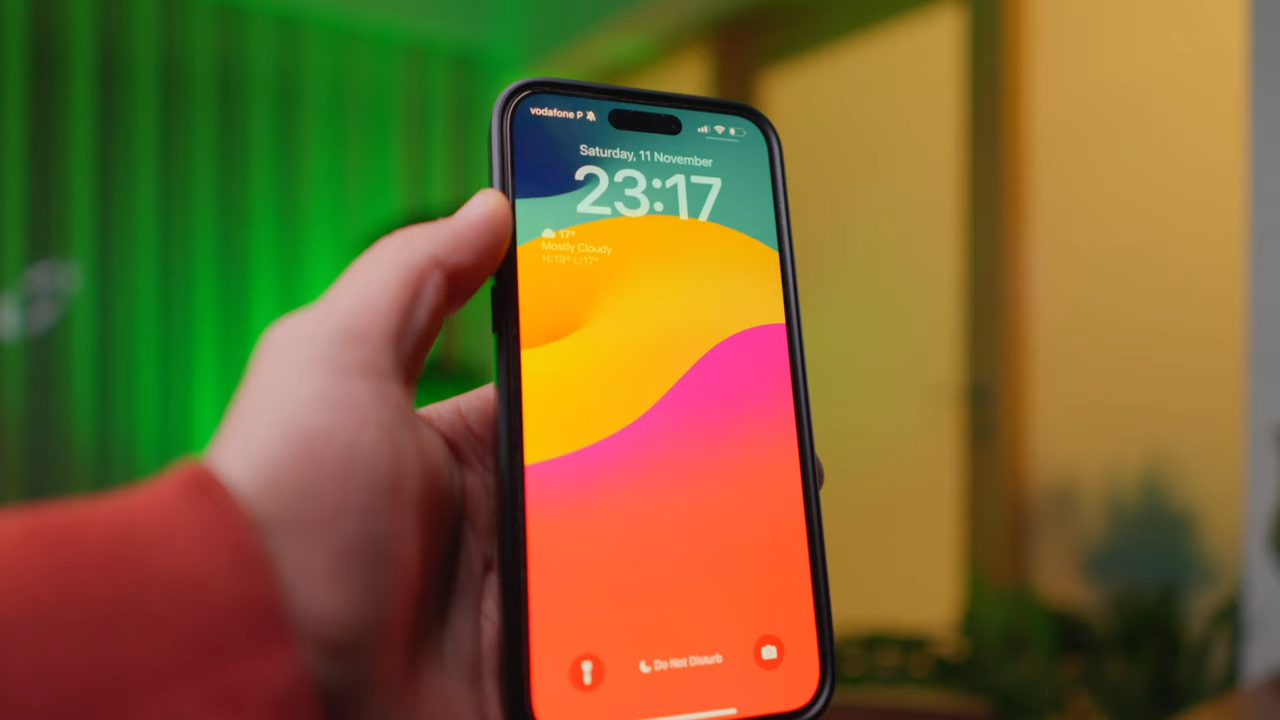 vodafone P
Saturday, 11 November
23:17
17°
Mostly Cloudy
H:19° L:17°
Do Not Disturb